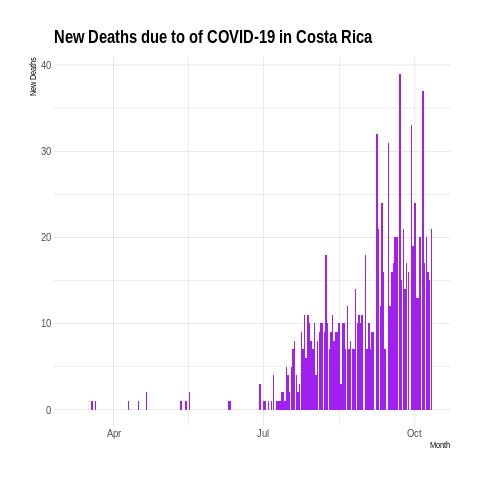 New Deaths due to of COVID-19 in Costa Rica
New Deaths
40
30
20
10
0
Apr
Jul
Oct
Month